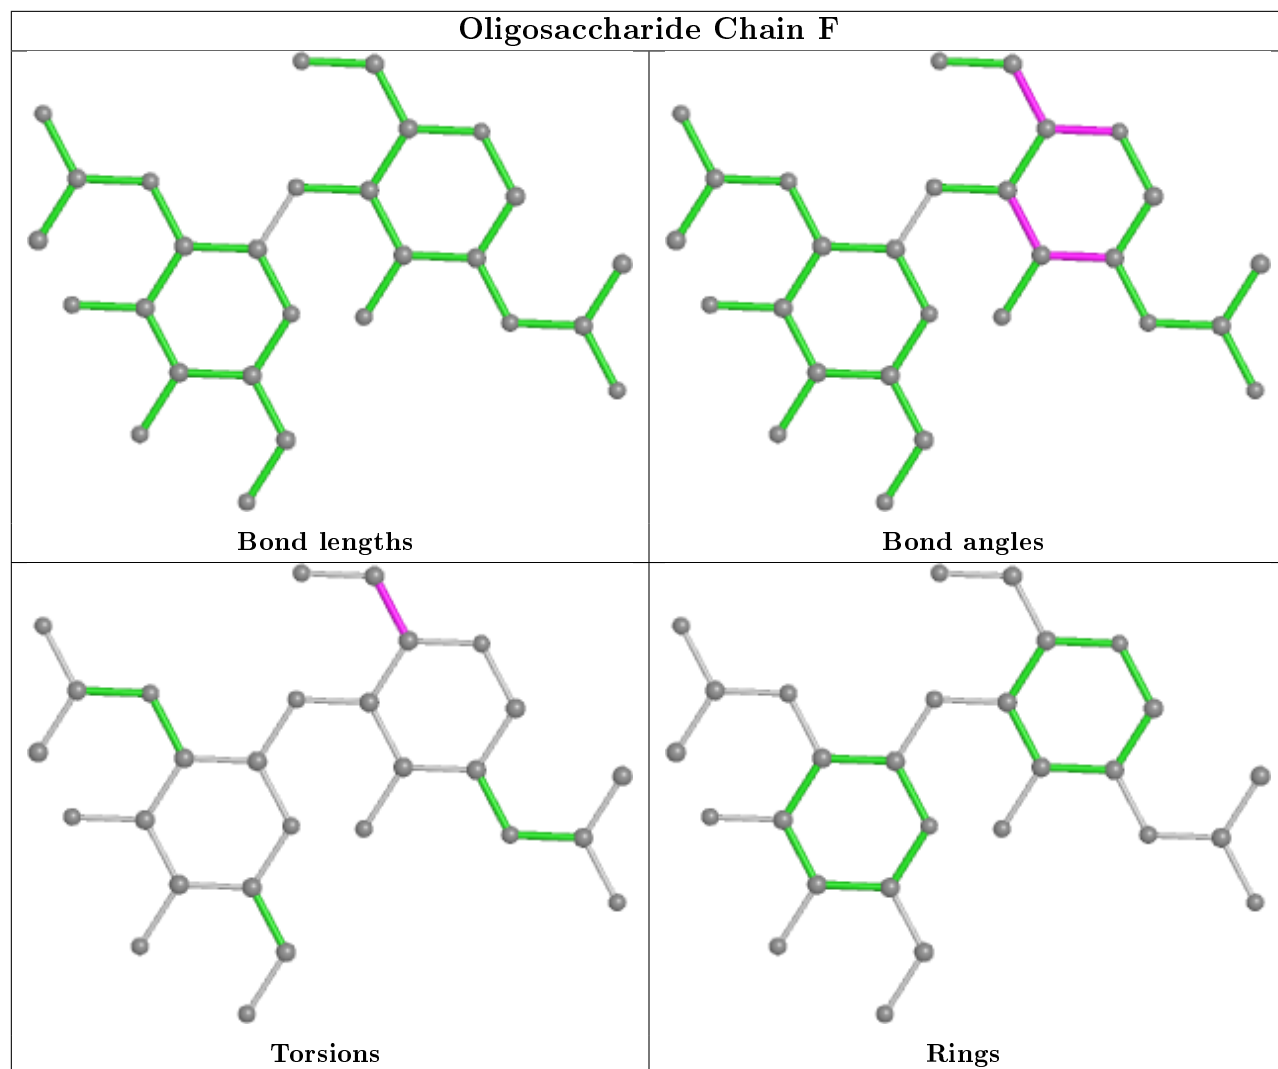 Oligosaccharide Chain F
Bond lengths
Bond angles
Torsions
Rings